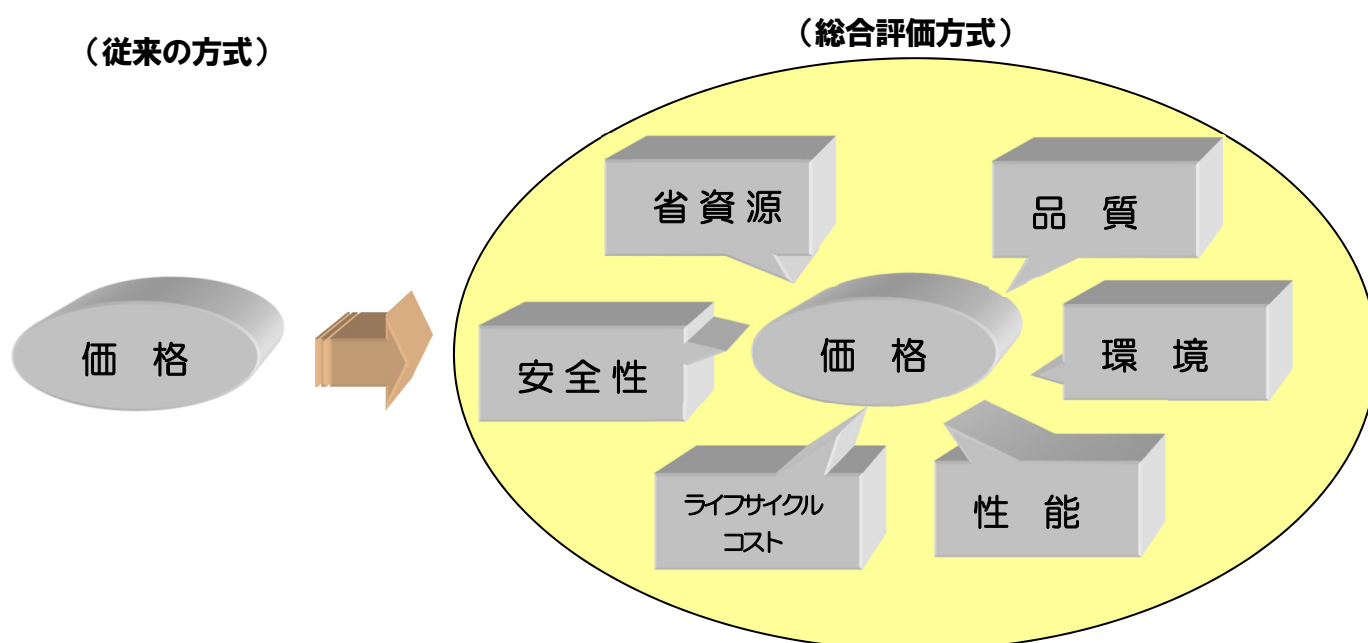 （従来の方式）
（総合評価方式）
価 格
省資源
品 質
安全性
価 格
環 境
ライフサイクル
コスト
性 能